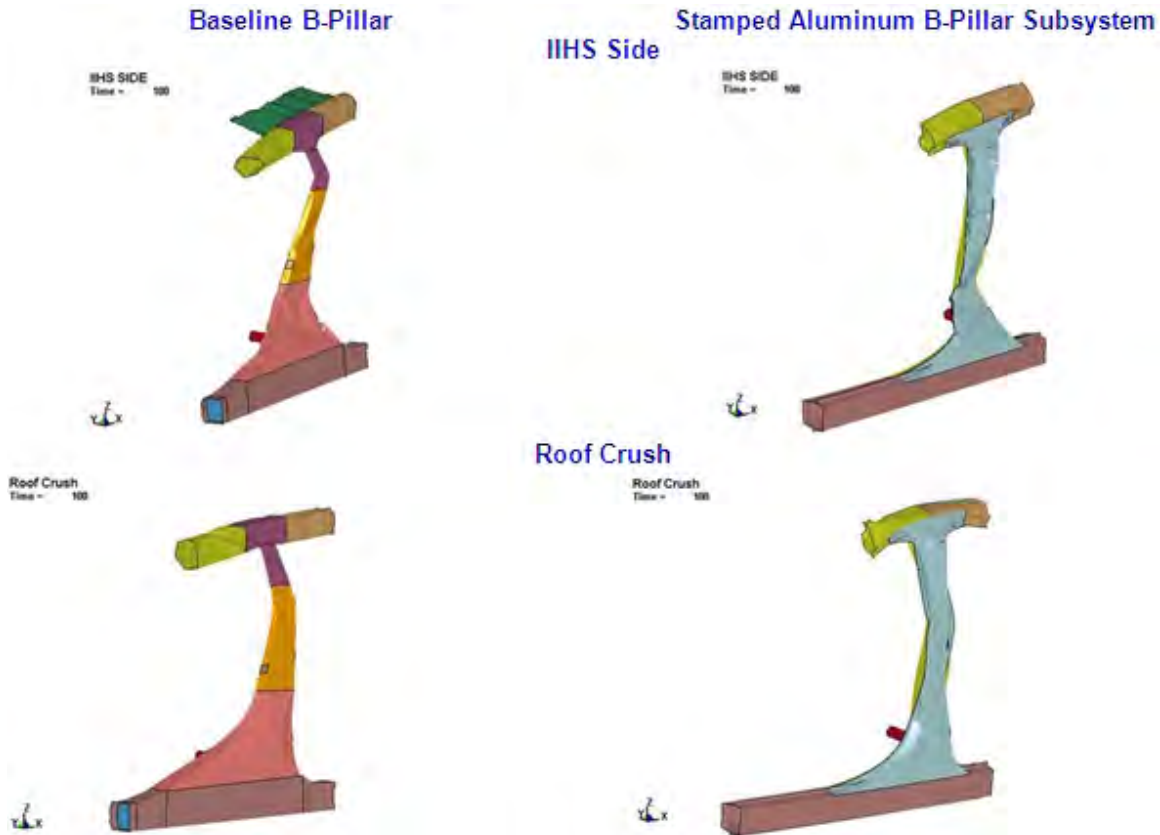 Baseline B-Pillar
Stamped Aluminum B-Pillar Subsystem
IIHS Side
IIHS SIDE
Time = 100
IIHS SIDE
Time = 100
Z
Y X
Z
Y X
Roof Crush
Roof Crush
Time = 100
Roof Crush
Time = 100
Z
Y X
Z
Y X